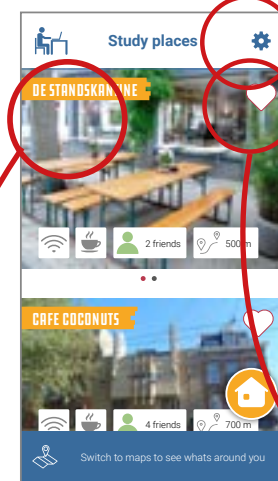 Study places
DE STANDSKANTINE
2 friends
500m
CAFE COCONUTS
4 friends
700 m
Switch to maps to see whats around you